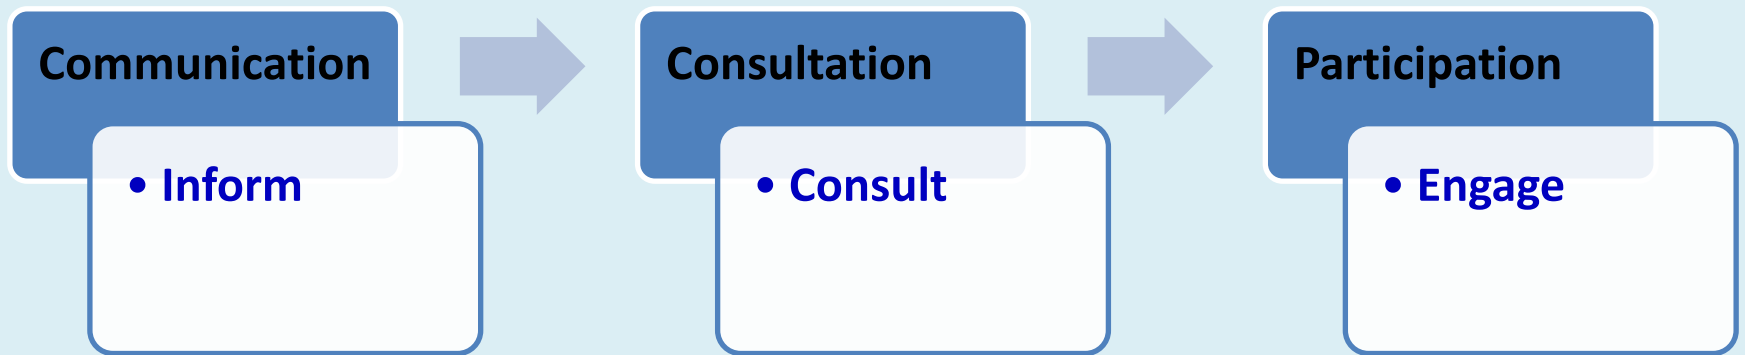 Communication
• Inform
Consultation
• Consult
Participation
• Engage